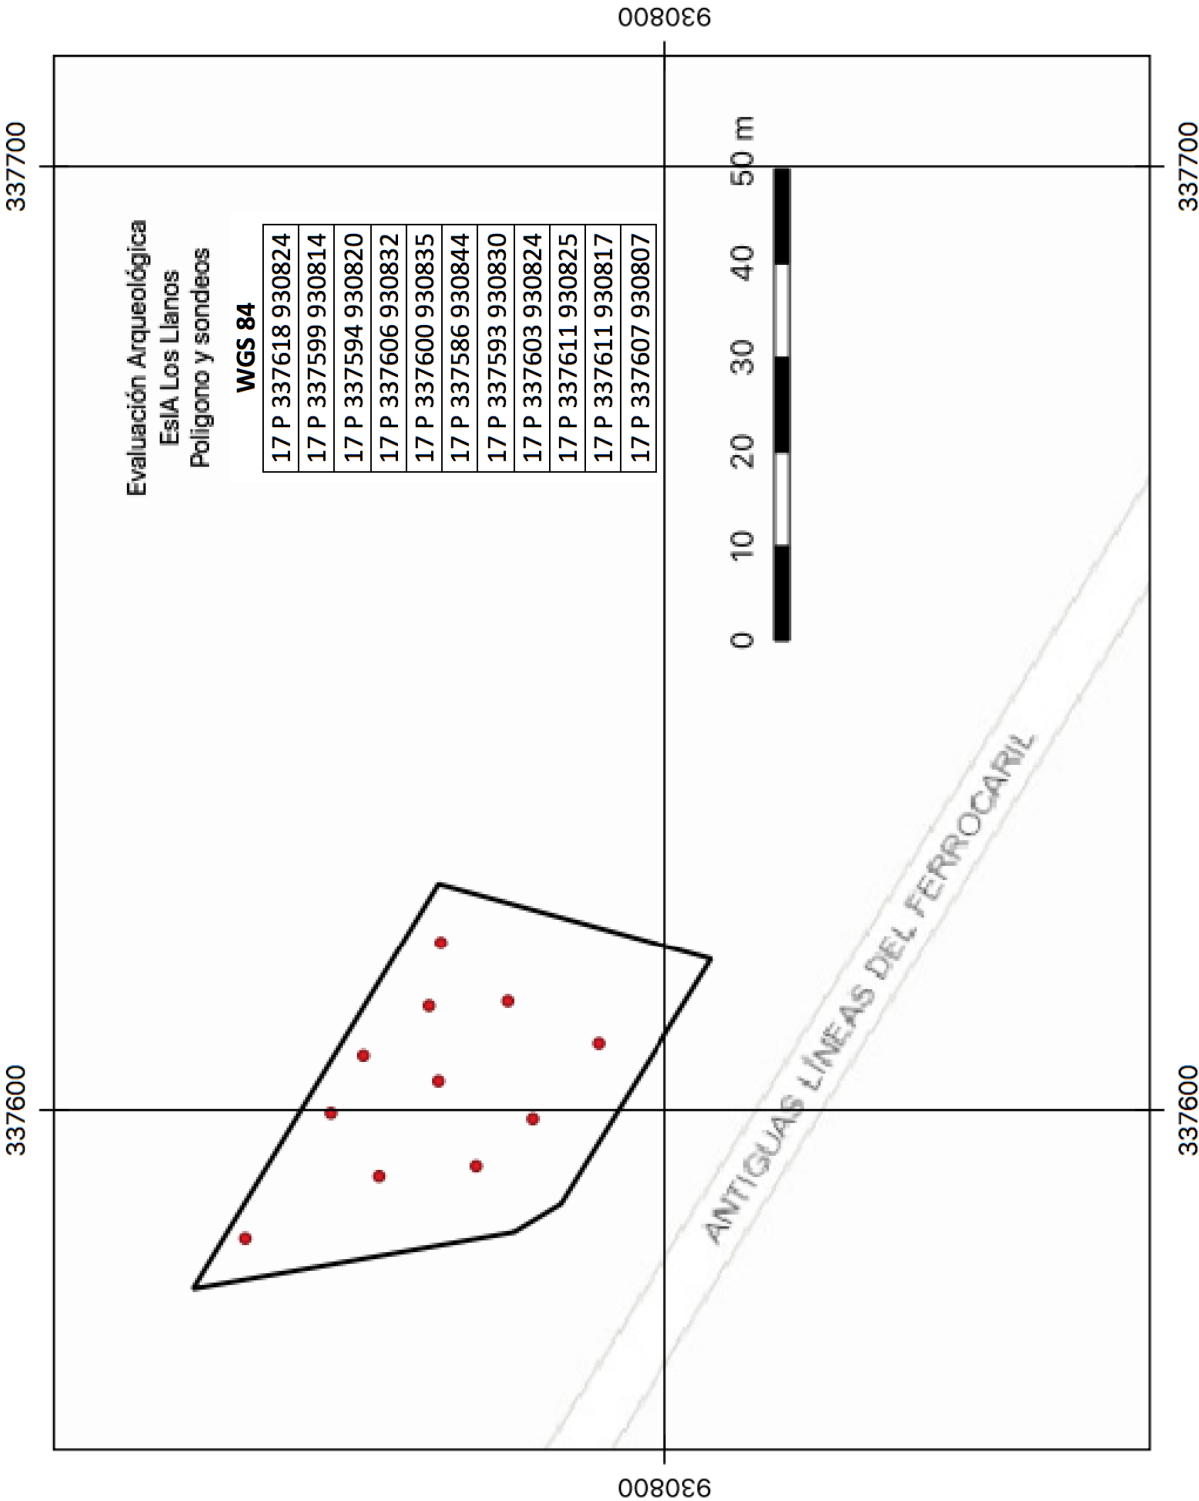 930800
337700
337700
Evaluación Arqueológica
EsIA Los Llanos
Poligono y sondeos
WGS 84
17 P 337618 930824
17 P 337599 930814
17 P 337594 930820
17 P 337606 930832
17 P 337600 930835
17 P 337586 930844
17 P 337593 930830
17 P 337603 930824
17 P 337611 930825
17 P 337611 930817
17 P 337607 930807
0 10 20 30 40 50 m
ANTIGUAS LÍNEAS DEL FERROCARIL
337600
337600
930800